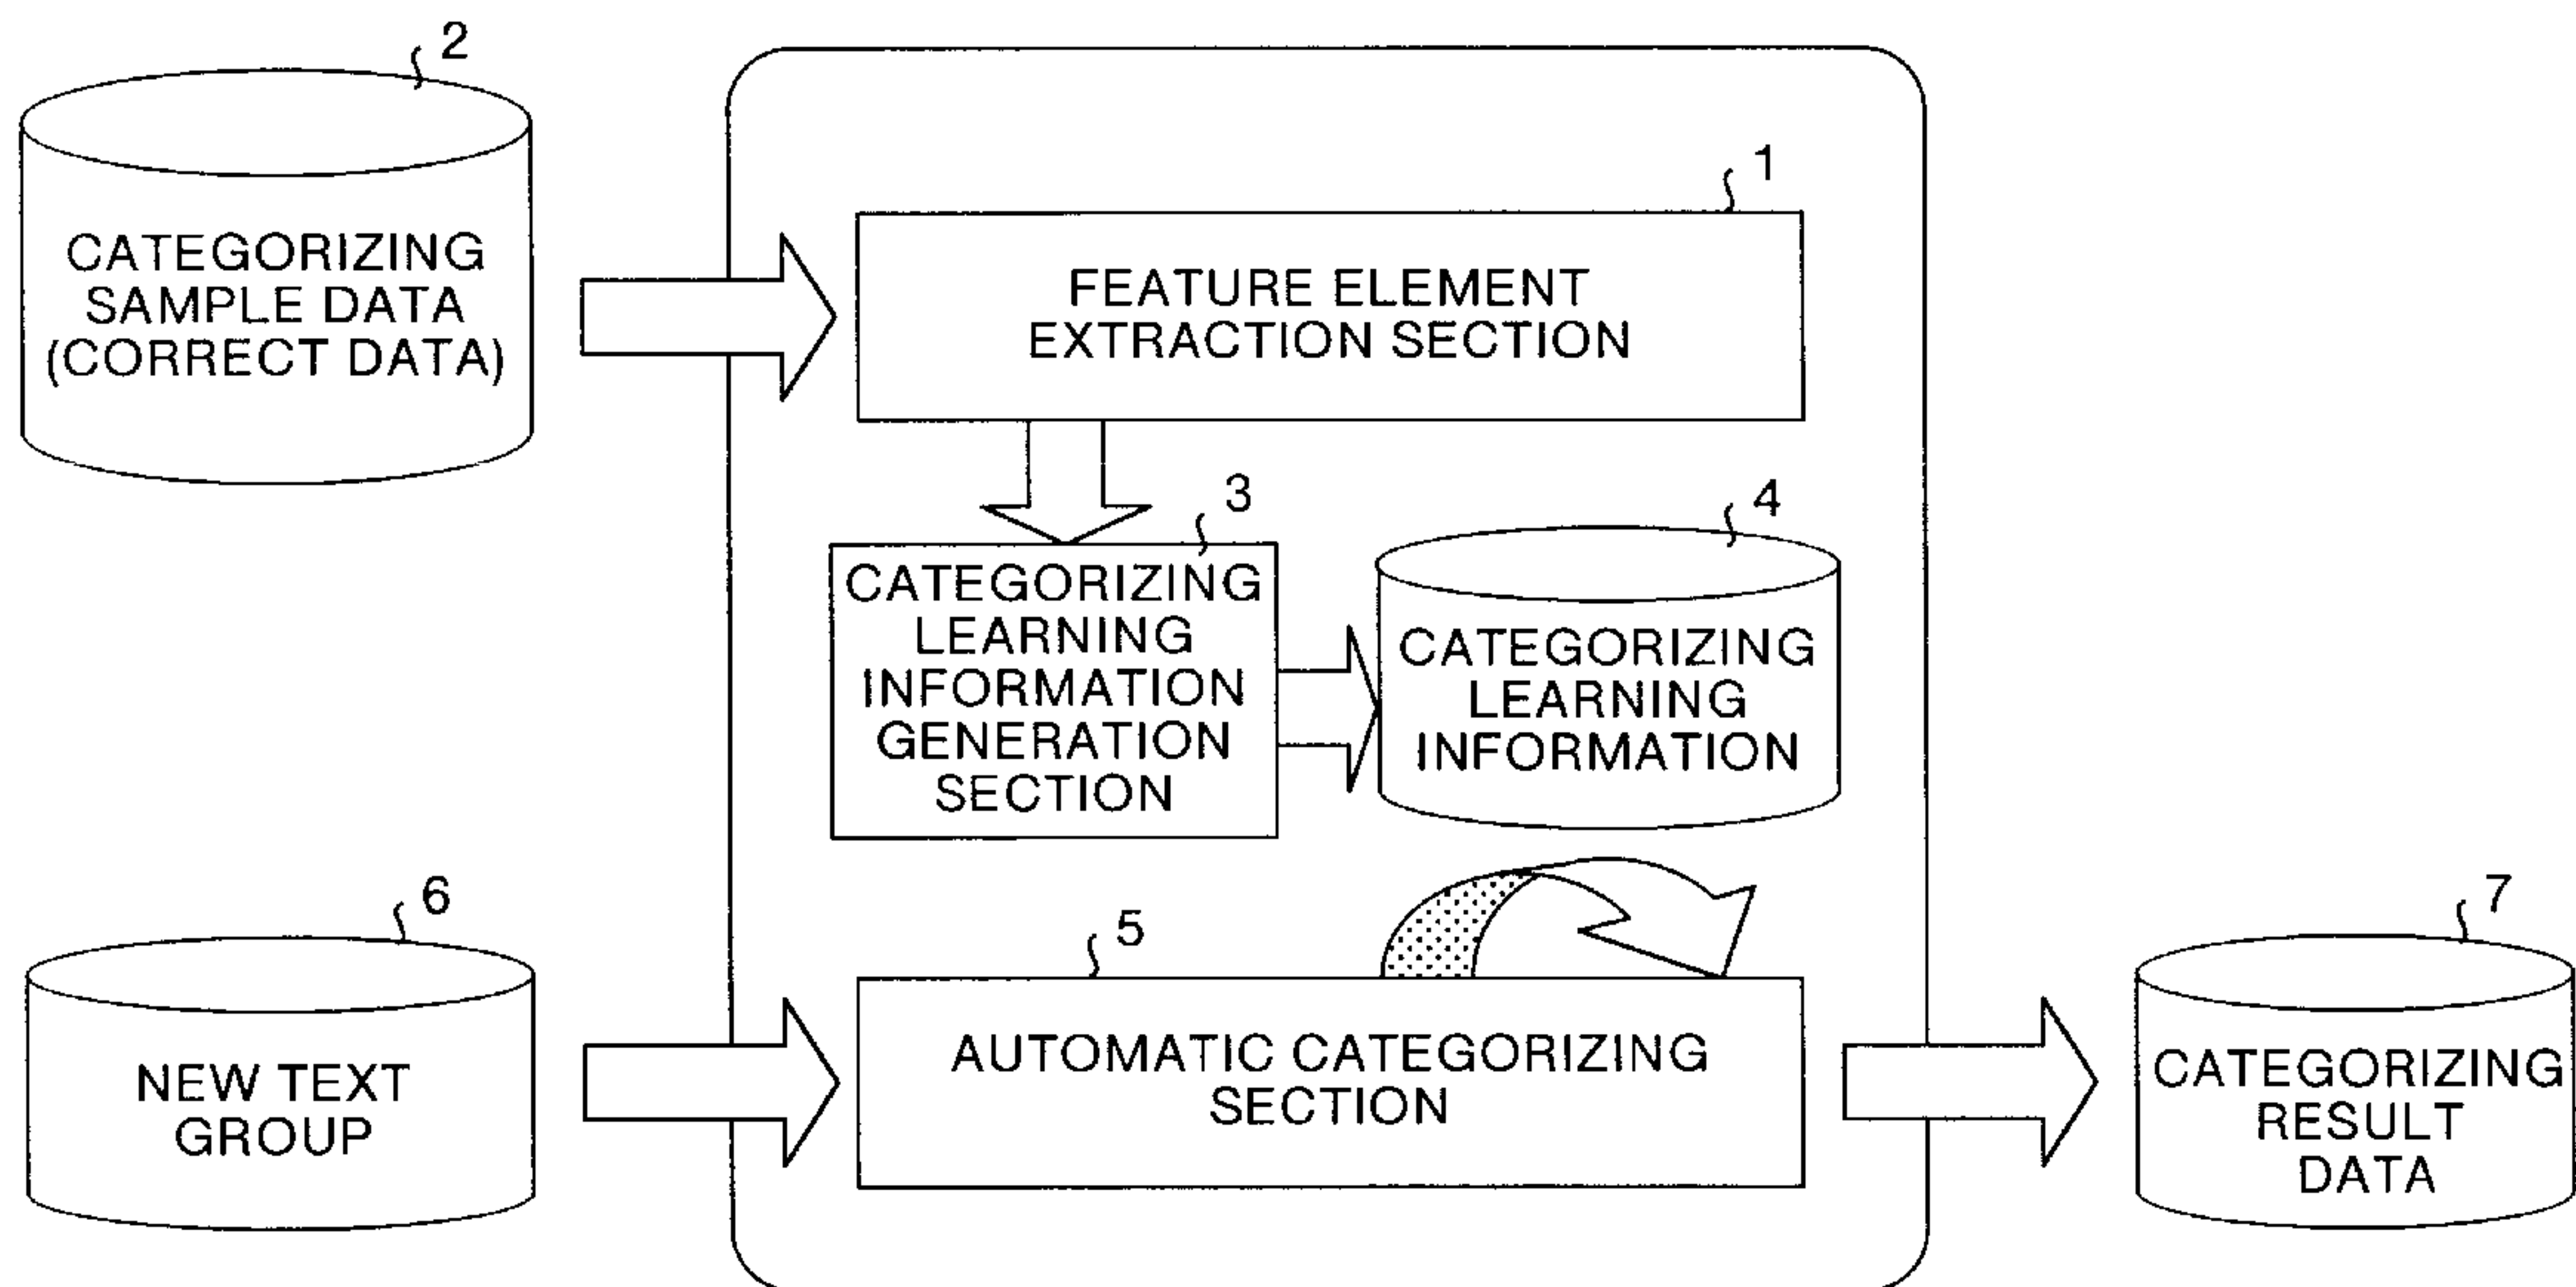 2
CATEGORIZING
SAMPLE DATA
(CORRECT DATA)
1
FEATURE ELEMENT
EXTRACTION SECTION
3
CATEGORIZING
LEARNING
INFORMATION
GENERATION
SECTION
4
CATEGORIZING
LEARNING
INFORMATION
6
NEW TEXT
GROUP
5
AUTOMATIC CATEGORIZING
SECTION
7
CATEGORIZING
RESULT
DATA